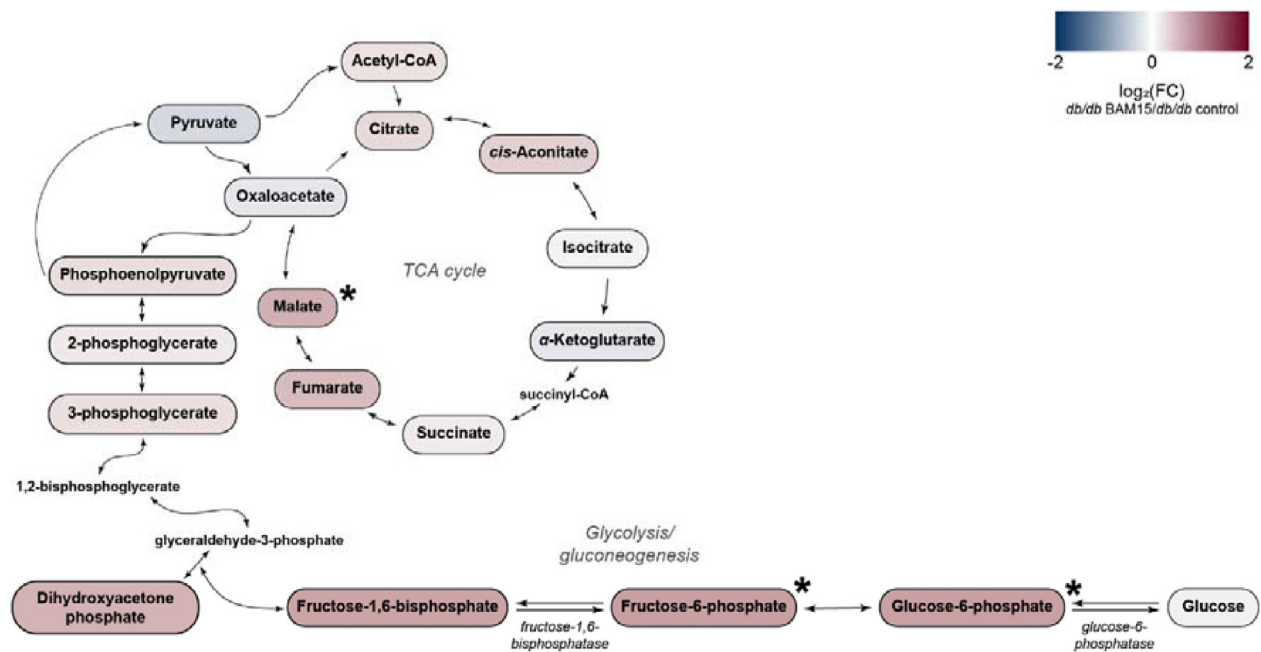 -2
0
2
log₂(FC)
db/db BAM15/db/db control
Acetyl-CoA
Pyruvate
Citrate
cis-Aconitate
Oxaloacetate
Isocitrate
TCA cycle
Phosphoenolpyruvate
Malate *
2-phosphoglycerate
α-Ketoglutarate
Fumarate
succinyl-CoA
3-phosphoglycerate
Succinate
1,2-bisphosphoglycerate
glyceraldehyde-3-phosphate
Glycolysis/
gluconeogenesis
Dihydroxyacetone
phosphate
Fructose-1,6-bisphosphate
Fructose-6-phosphate *
Glucose-6-phosphate *
Glucose
fructose-1,6-
bisphosphatase
glucose-6-
phosphatase